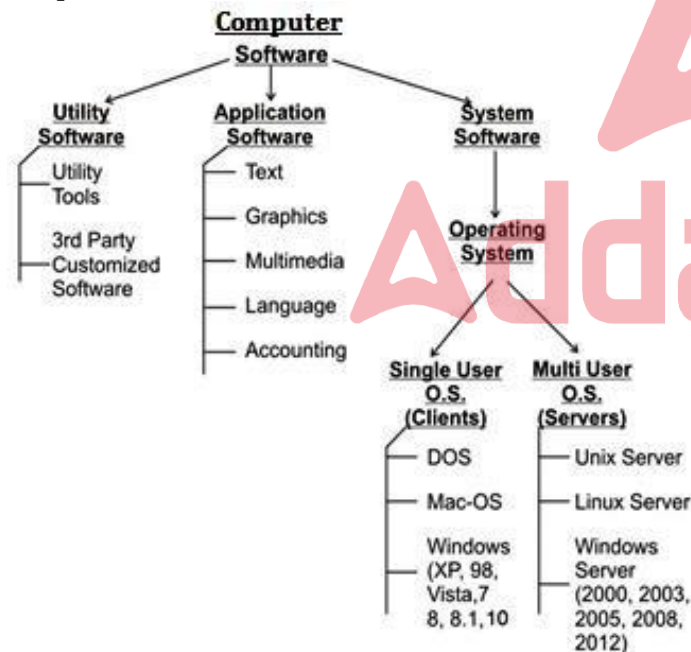 Computer
Software
Utility
Software
Utility
Tools
3rd Party
Customized
Software
Application
Software
Text
Graphics
Multimedia
Language
Accounting
System
Software
Operating
System
Single User
O.S.
(Clients)
DOS
Mac-OS
Windows
(XP, 98,
Vista,7
8, 8.1,10
Multi User
O.S.
(Servers)
Unix Server
Linux Server
Windows
Server
(2000, 2003,
2005, 2008,
2012)
Adda